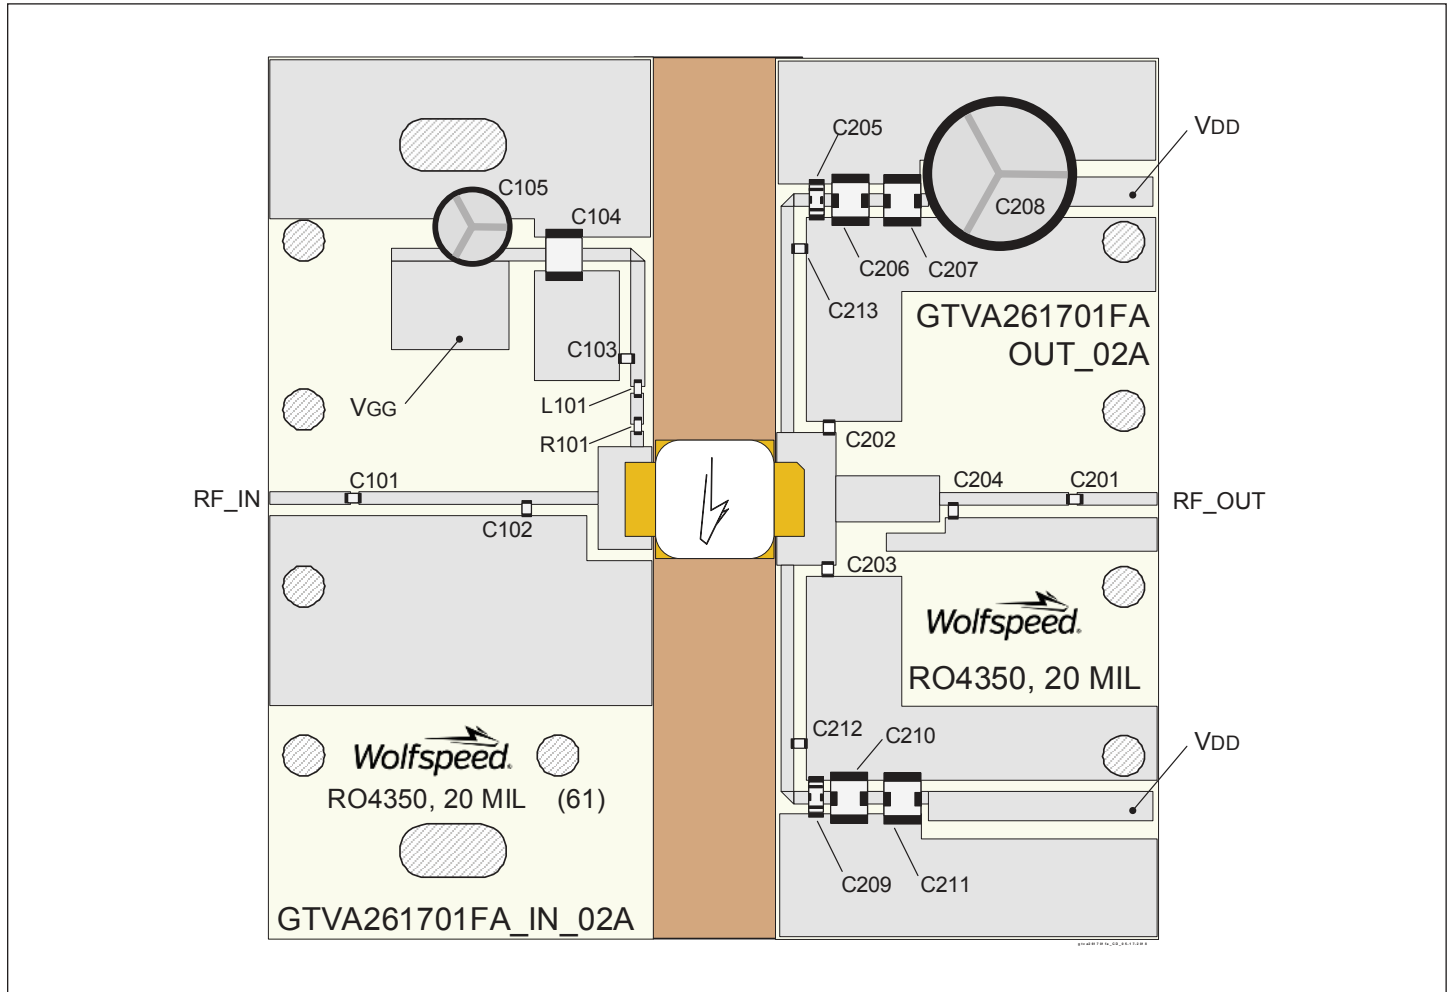 C205
VDD
C105
C208
C104
C206
C207
C213
GTVA261701FA
OUT_02A
C103
L101
VGG
R101
C202
C101
C204
C201
RF_IN
RF_OUT
C102
C203
Wolfspeed.
RO4350, 20 MIL
C212
C210
VDD
Wolfspeed.
RO4350, 20 MIL (61)
C209
C211
GTVA261701FA_IN_02A